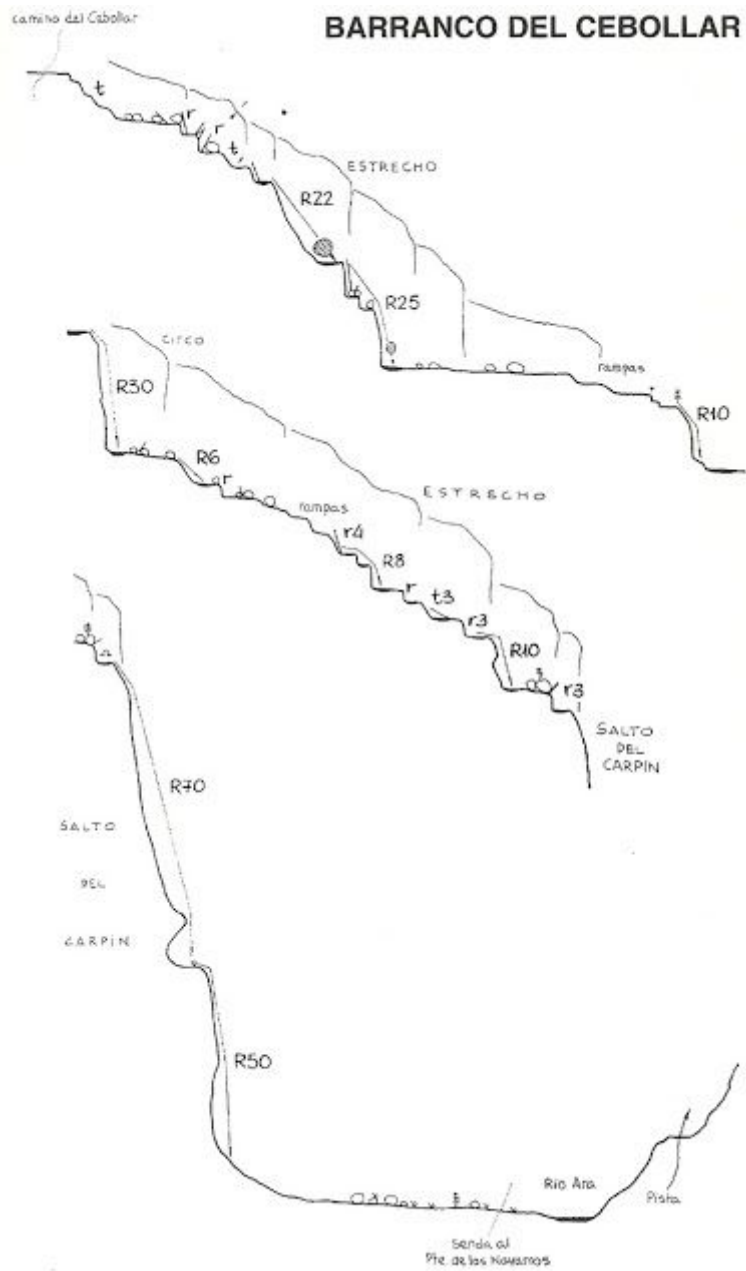 BARRANCO DEL CEBOLLAR
camino del Cebollar
t
r
r
t
ESTRECHO
R22
t
R25
rampas
R10
CIRCO
R30
R6
r
rampas
ESTRECHO
r4
R8
r
t3
r3
R10
r3
SALTO
DEL
CARPIN
R70
SALTO
DEL
CARPIN
R50
Rio Ara
Pista
Senda al
Pte. de los Navarros